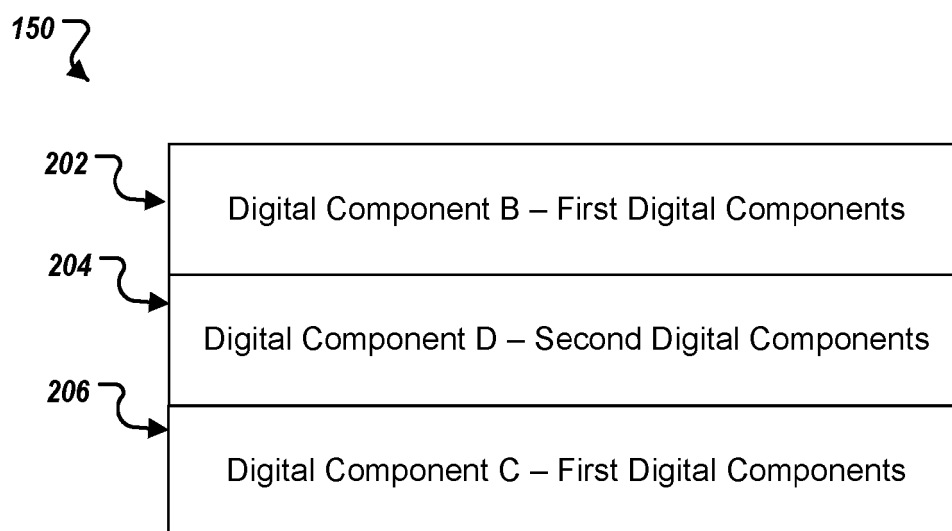 150
202
Digital Component B – First Digital Components
204
Digital Component D – Second Digital Components
206
Digital Component C – First Digital Components